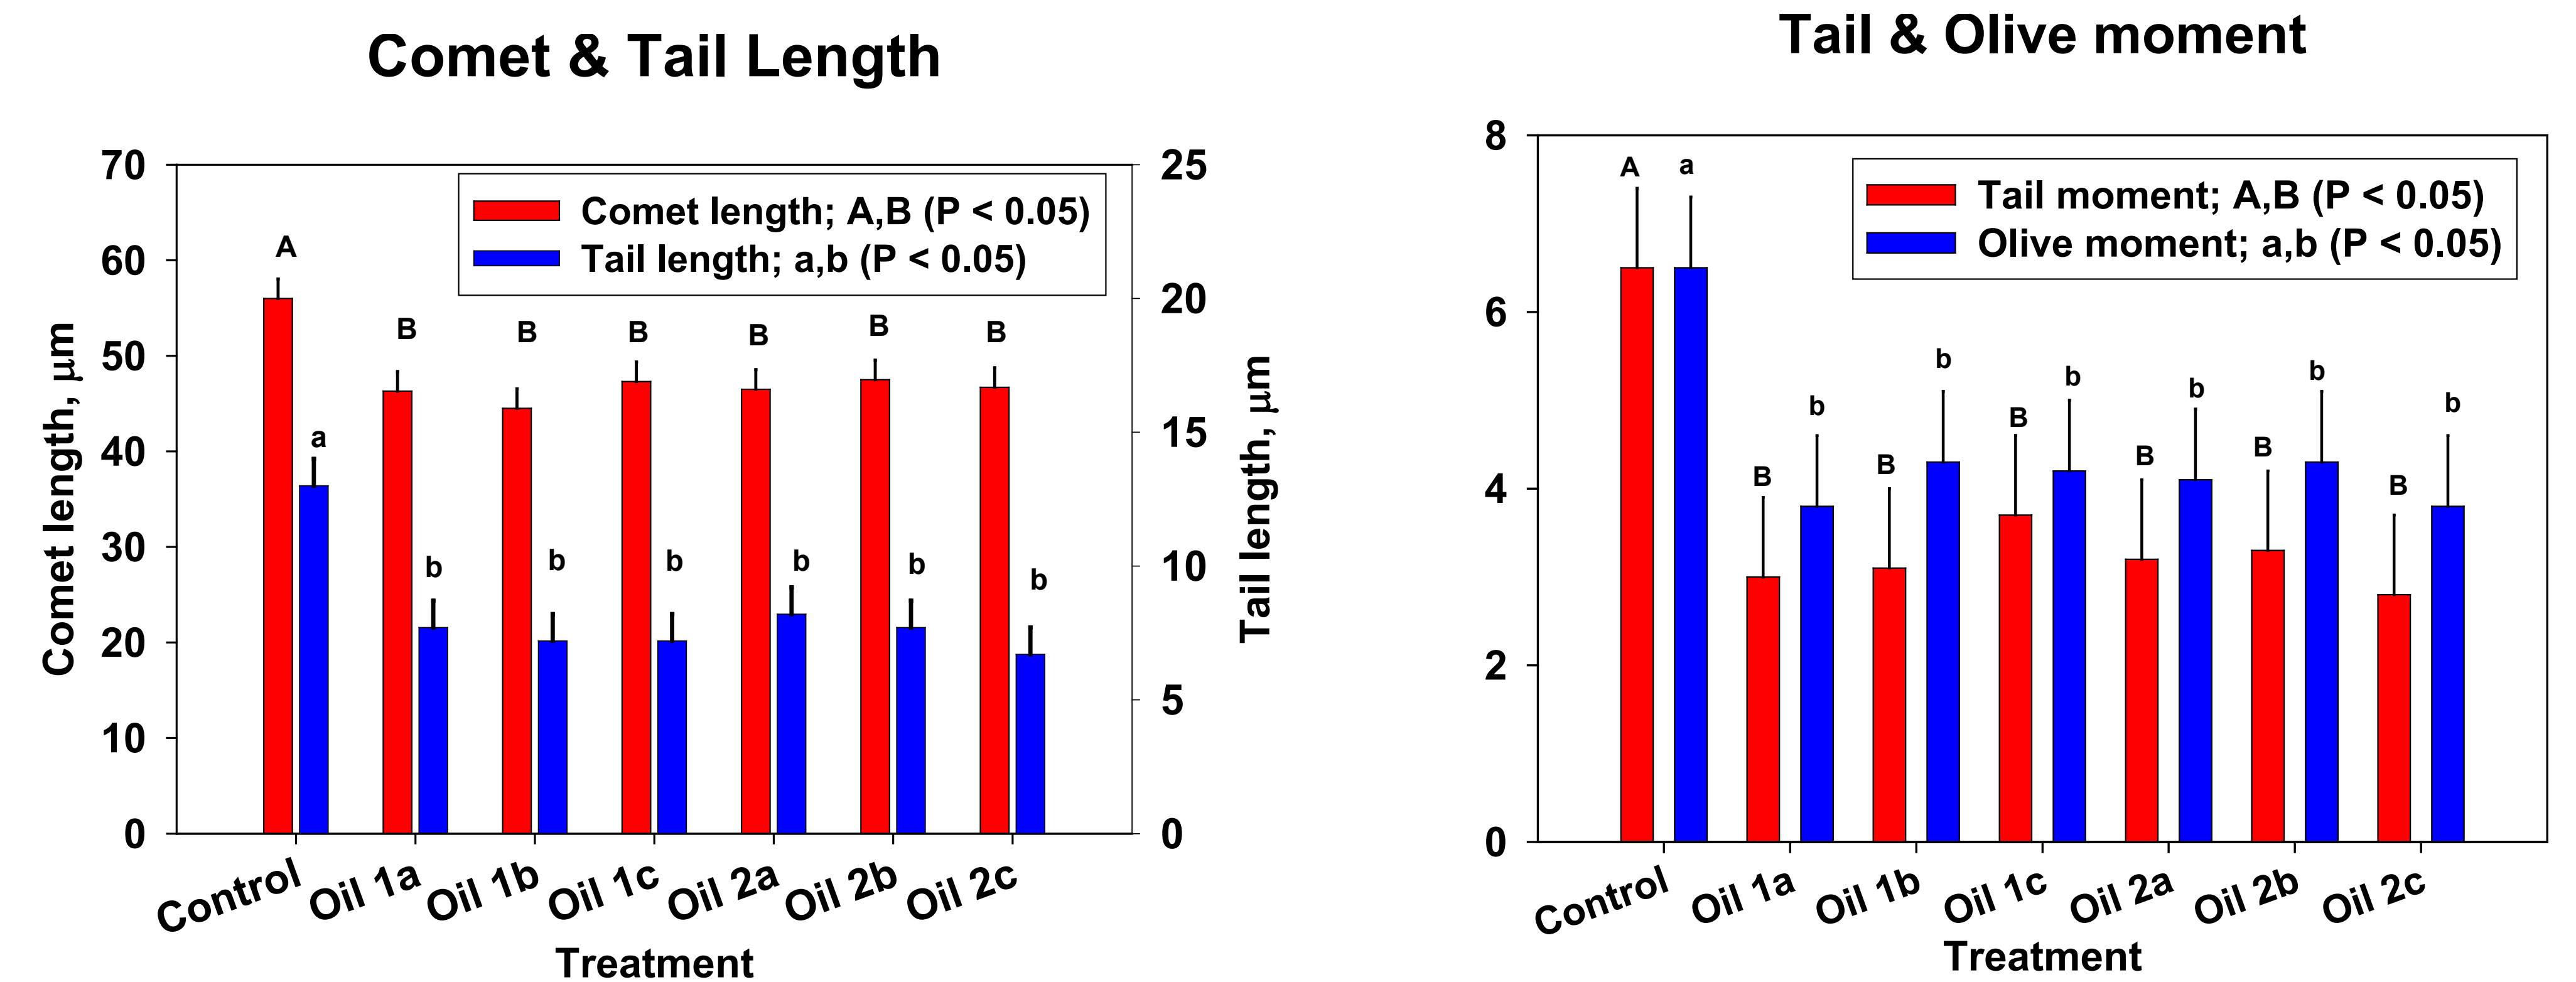 Comet & Tail Length
70
60
50
40
30
20
10
0
Comet length, μm
25
20
15
10
5
0
Tail length, μm
Comet length; A,B (P < 0.05)
Tail length; a,b (P < 0.05)
A
a
B
b
B
b
B
b
B
b
B
b
B
b
Control
Oil 1a
Oil 1b
Oil 1c
Oil 2a
Oil 2b
Oil 2c
Treatment
Tail & Olive moment
8
6
4
2
0
Tail moment; A,B (P < 0.05)
Olive moment; a,b (P < 0.05)
A
a
B
b
B
b
B
b
B
b
B
b
B
b
Control
Oil 1a
Oil 1b
Oil 1c
Oil 2a
Oil 2b
Oil 2c
Treatment